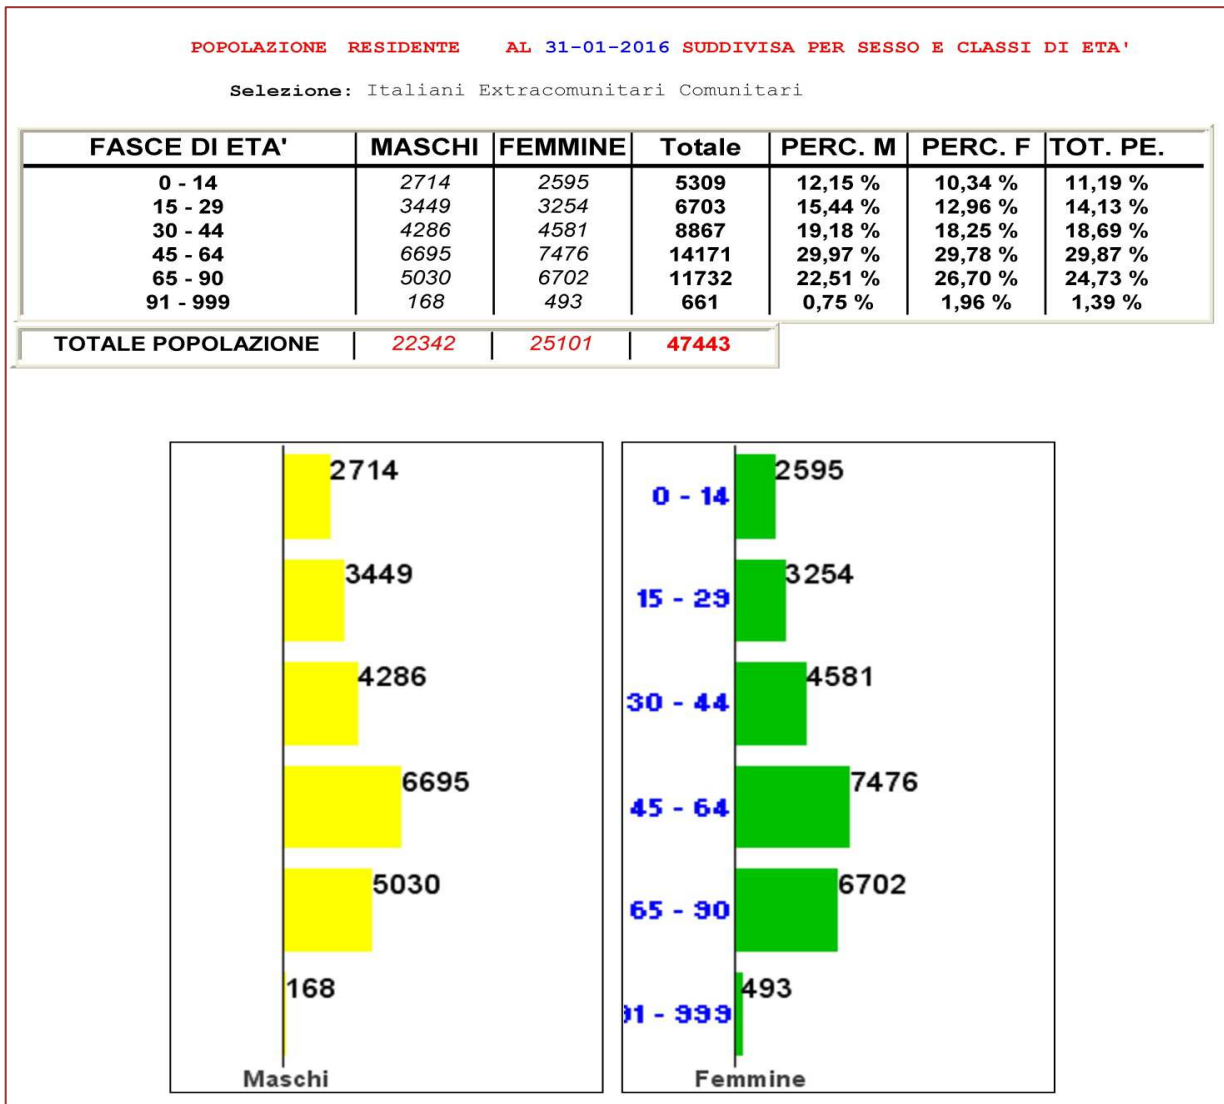 POPOLAZIONE RESIDENTE AL 31-01-2016 SUDDIVISA PER SESSO E CLASSI DI ETA'
Selezione: Italiani Extracomunitari Comunitari
FASCE DI ETA' MASCHI FEMMINE Totale PERC. M PERC. F TOT. PE.
0 - 14 2714 2595 5309 12,15 % 10,34 % 11,19 %
15 - 29 3449 3254 6703 15,44 % 12,96 % 14,13 %
30 - 44 4286 4581 8867 19,18 % 18,25 % 18,69 %
45 - 64 6695 7476 14171 29,97 % 29,78 % 29,87 %
65 - 90 5030 6702 11732 22,51 % 26,70 % 24,73 %
91 - 999 168 493 661 0,75 % 1,96 % 1,39 %
TOTALE POPOLAZIONE 22342 25101 47443
2714
3449
4286
6695
5030
168
Maschi
0 - 14 2595
15 - 29 3254
30 - 44 4581
45 - 64 7476
65 - 90 6702
91 - 999 493
Femmine